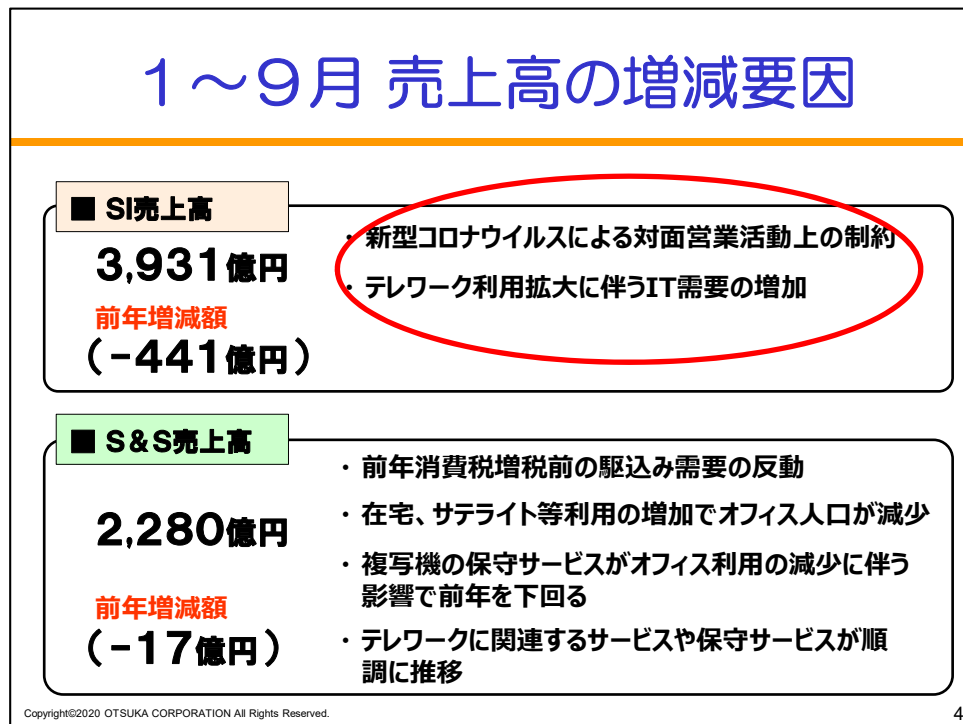 １～９月 売上高の増減要因
■ SI売上高
3,931億円
前年増減額
（-441億円）
・ 新型コロナウイルスによる対面営業活動上の制約
・ テレワーク利用拡大に伴うIT需要の増加
■ S&S売上高
2,280億円
前年増減額
（-17億円）
・ 前年消費税増税前の駆込み需要の反動
・ 在宅、サテライト等利用の増加でオフィス人口が減少
・ 複写機の保守サービスがオフィス利用の減少に伴う
影響で前年を下回る
・ テレワークに関連するサービスや保守サービスが順
調に推移
Copyright©2020 OTSUKA CORPORATION All Rights Reserved.
4